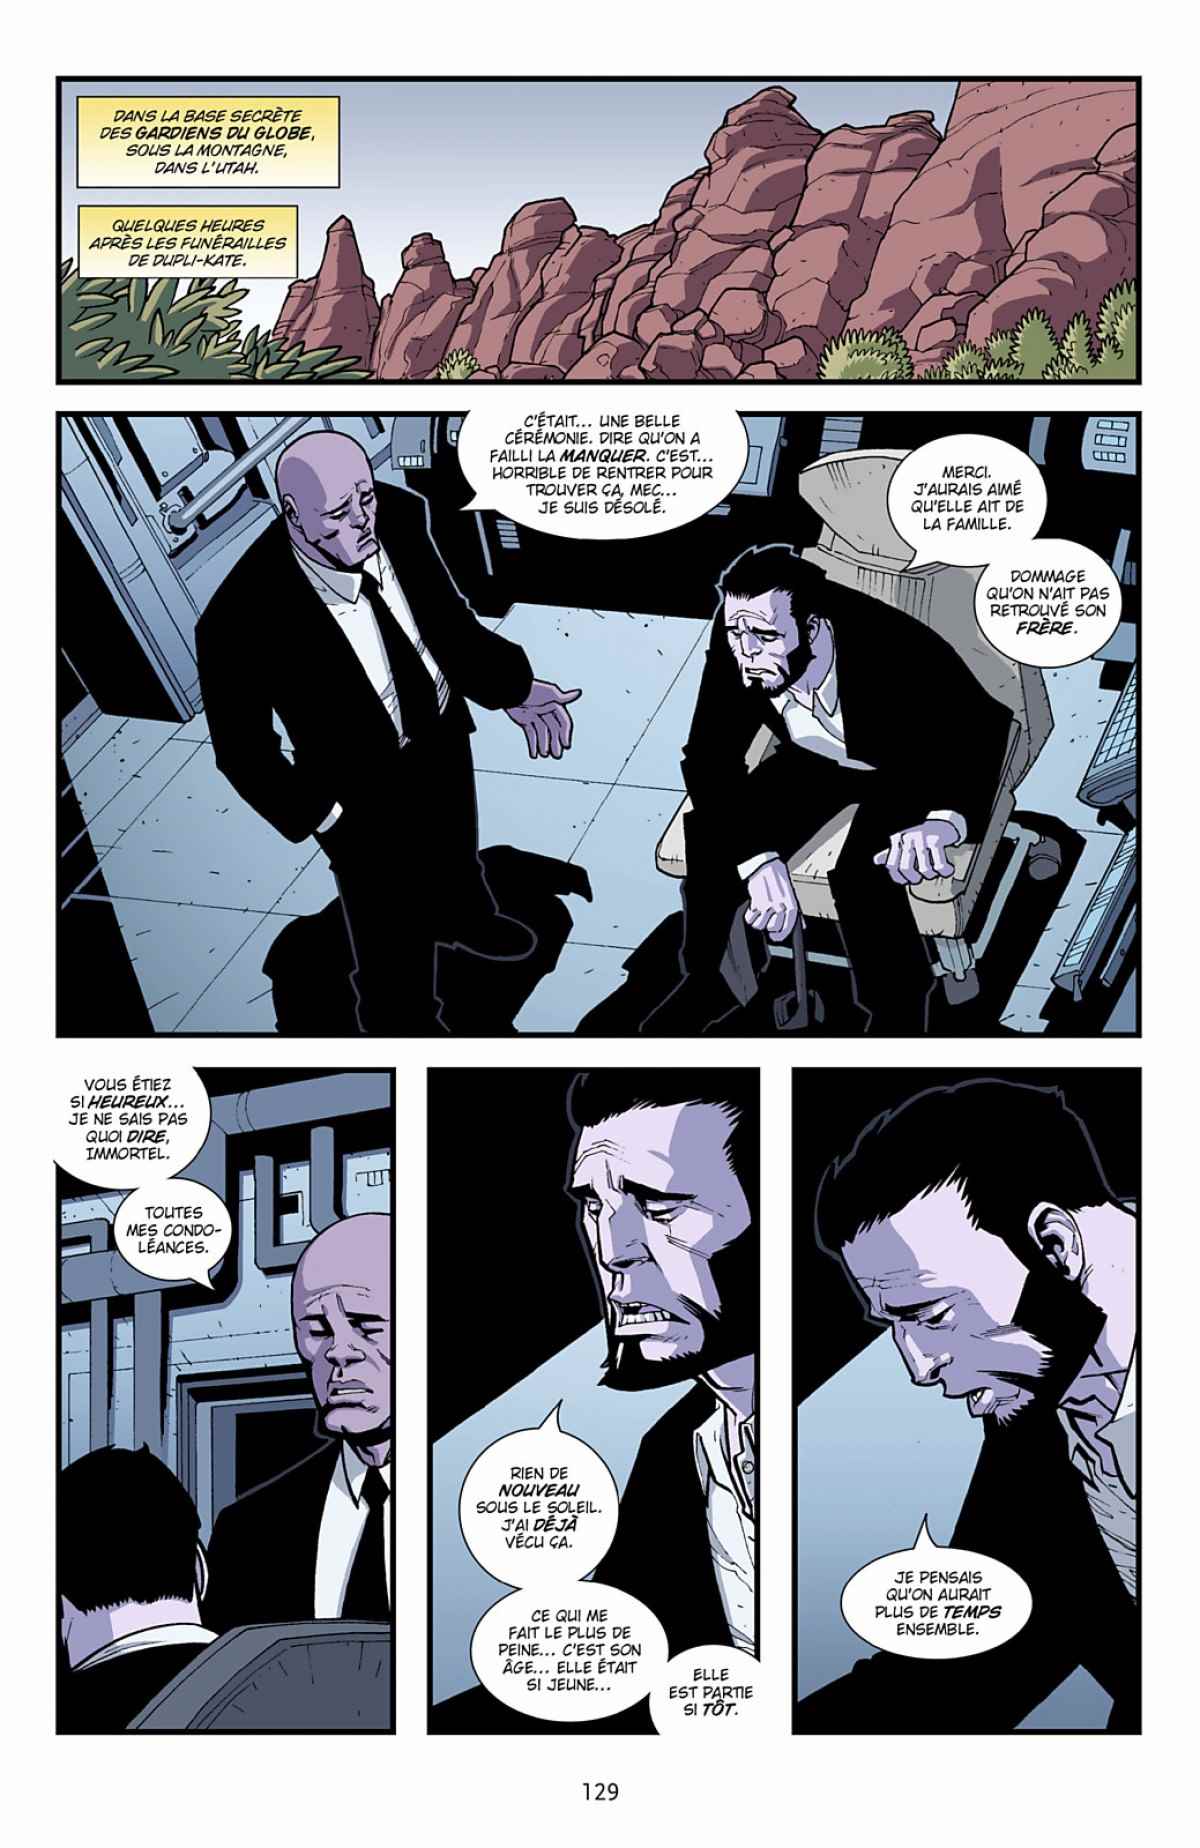 DANS LA BASE SECRÈTE
DES GARDIENS DU GLOBE,
SOUS LA MONTAGNE,
DANS L'UTAH.
QUELQUES HEURES
APRÈS LES FUNÉRAILLES
DE DUPLI-KATE.
C'ÉTAIT... UNE BELLE
CÉRÉMONIE. DIRE QU'ON A
FAILLI LA MANQUER. C'EST...
HORRIBLE DE RENTRER POUR
TROUVER ÇA, MEC...
JE SUIS DÉSOLÉ.
MERCI.
J'AURAIS AIMÉ
QU'ELLE AIT DE
LA FAMILLE.
DOMMAGE
QU'ON N'AIT PAS
RETROUVÉ SON
FRÈRE.
VOUS ÉTIEZ
SI HEUREUX...
JE NE SAIS PAS
QUOI DIRE,
IMMORTEL.
TOUTES
MES CONDO-
LÉANCES.
RIEN DE
NOUVEAU
SOUS LE SOLEIL.
J'AI DÉJÀ
VÉCU ÇA.
CE QUI ME
FAIT LE PLUS DE
PEINE... C'EST SON
ÂGE... ELLE ÉTAIT
SI JEUNE...
ELLE
EST PARTIE
SI TÔT.
JE PENSAIS
QU'ON AURAIT
PLUS DE TEMPS
ENSEMBLE.
129